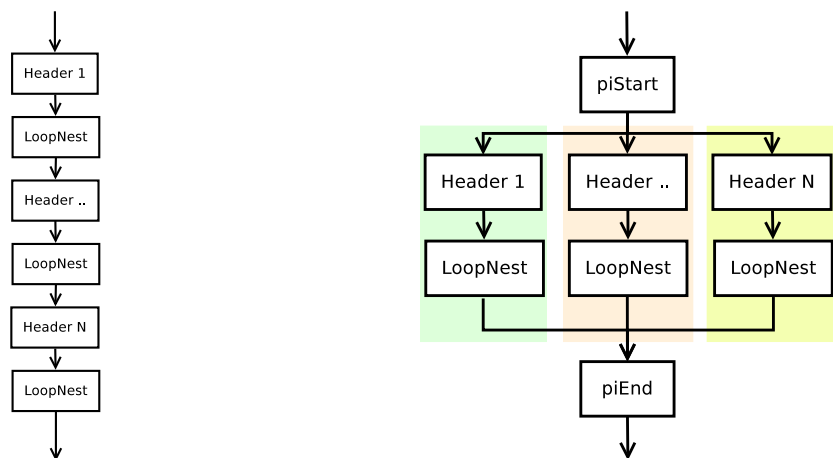 Header 1
LoopNest
Header ..
LoopNest
Header N
LoopNest
piStart
Header 1
Header ..
Header N
LoopNest
LoopNest
LoopNest
piEnd